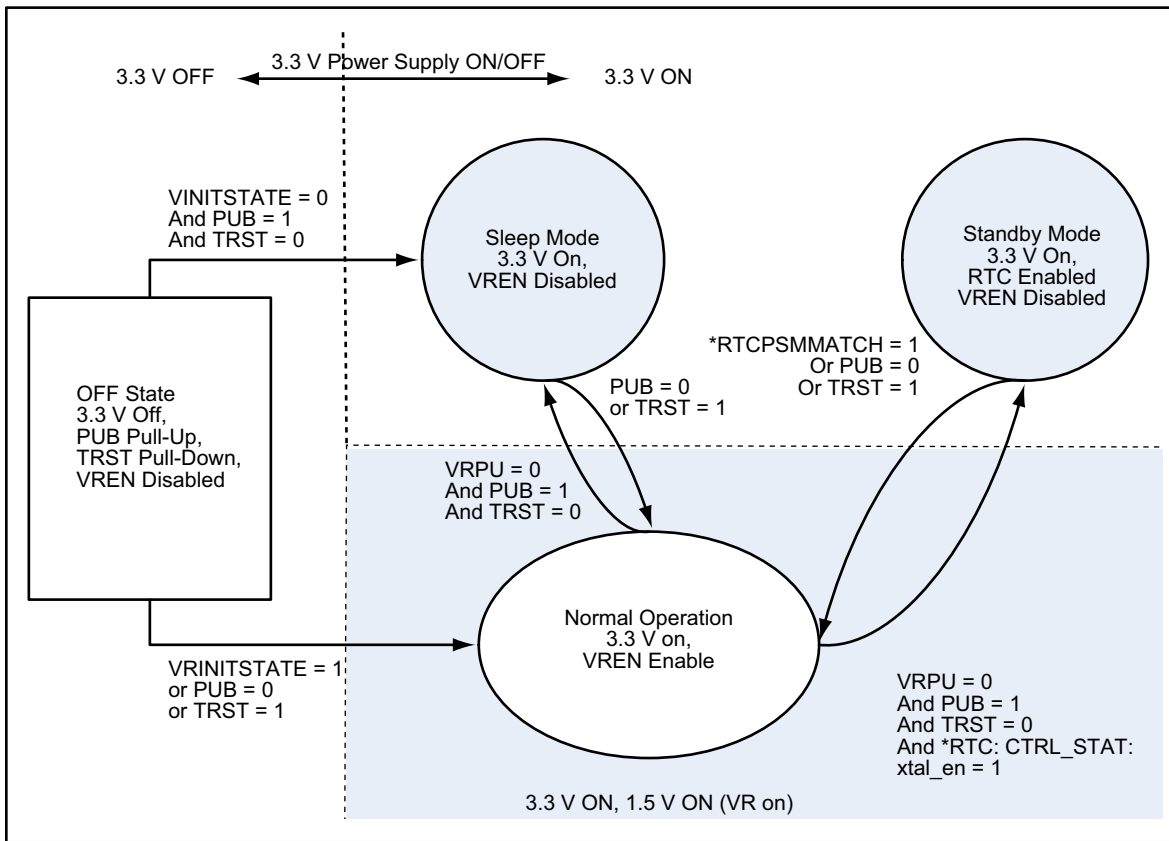 3.3 V Power Supply ON/OFF
3.3 V OFF
3.3 V ON
VINITSTATE = 0
And PUB = 1
And TRST = 0
Sleep Mode
3.3 V On,
VREN Disabled
Standby Mode
3.3 V On,
RTC Enabled
VREN Disabled
OFF State
3.3 V Off,
PUB Pull-Up,
TRST Pull-Down,
VREN Disabled
PUB = 0
or TRST = 1
*RTCPSMMATCH = 1
Or PUB = 0
Or TRST = 1
VRPU = 0
And PUB = 1
And TRST = 0
Normal Operation
3.3 V on,
VREN Enable
VRINITSTATE = 1
or PUB = 0
or TRST = 1
VRPU = 0
And PUB = 1
And TRST = 0
And *RTC: CTRL_STAT:
xtal_en = 1
3.3 V ON, 1.5 V ON (VR on)